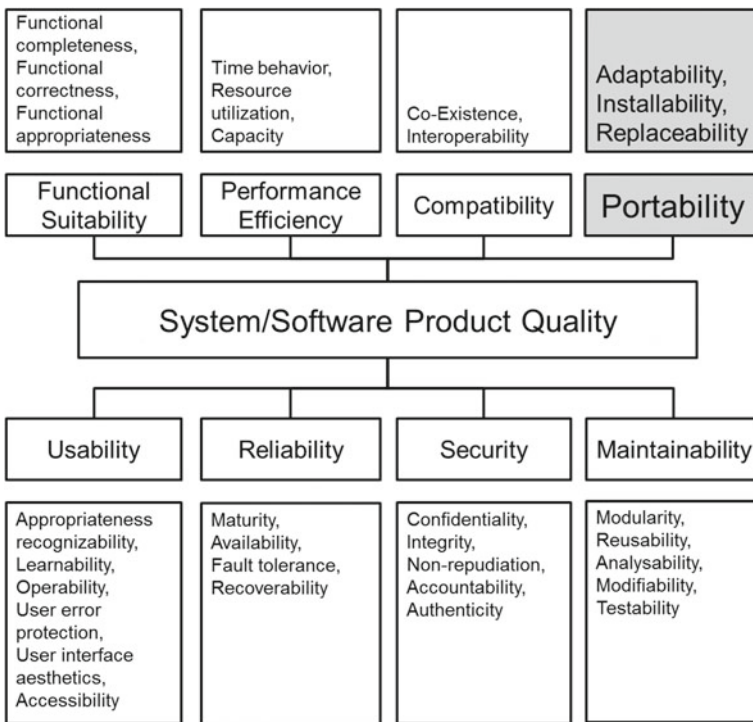 Functional
completeness,
Functional
correctness,
Functional
appropriateness
Time behavior,
Resource
utilization,
Capacity
Co-Existence,
Interoperability
Adaptability,
Installability,
Replaceability
Functional
Suitability
Performance
Efficiency
Compatibility
Portability
System/Software Product Quality
Usability
Reliability
Security
Maintainability
Appropriateness
recognizability,
Learnability,
Operability,
User error
protection,
User interface
aesthetics,
Accessibility
Maturity,
Availability,
Fault tolerance,
Recoverability
Confidentiality,
Integrity,
Non-repudiation,
Accountability,
Authenticity
Modularity,
Reusability,
Analysability,
Modifiability,
Testability